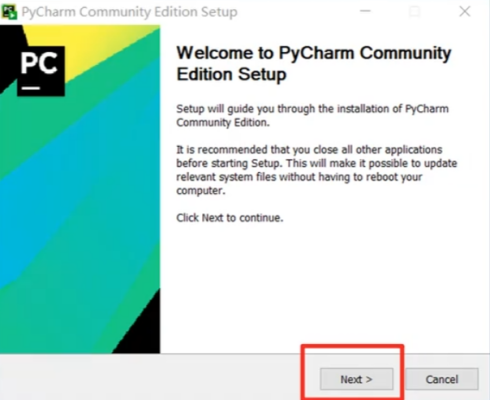 PyCharm Community Edition Setup
PC
Welcome to PyCharm Community
Edition Setup
Setup will guide you through the installation of PyCharm
Community Edition.
It is recommended that you close all other applications
before starting Setup. This will make it possible to update
relevant system files without having to reboot your
computer.
Click Next to continue.
Next >
Cancel